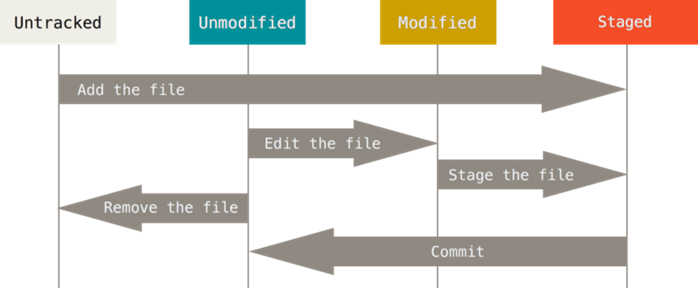 Untracked
Unmodified
Modified
Staged
Add the file
Edit the file
Stage the file
Remove the file
Commit